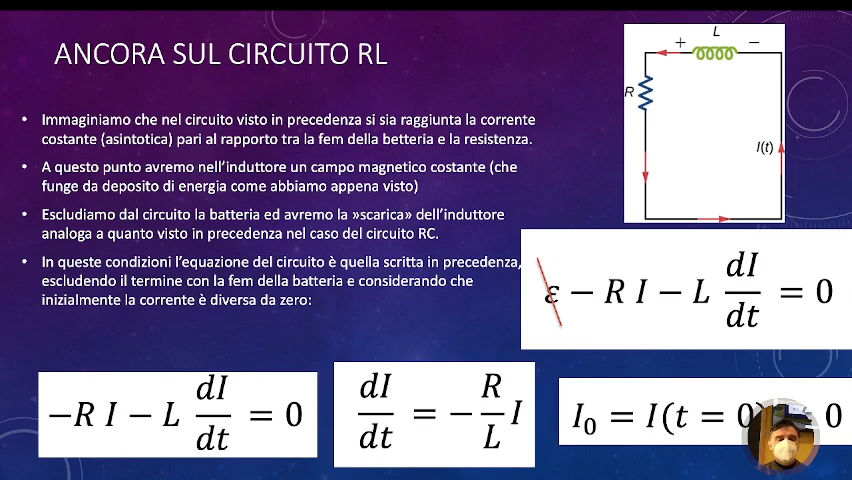 ANCORA SUL CIRCUITO RL
• Immaginiamo che nel circuito visto in precedenza si sia raggiunta la corrente
costante (asintotica) pari al rapporto tra la fem della betteria e la resistenza.
• A questo punto avremo nell'induttore un campo magnetico costante (che
funge da deposito di energia come abbiamo appena visto)
• Escludiamo dal circuito la batteria ed avremo la »scarica» dell'induttore
analoga a quanto visto in precedenza nel caso del circuito RC.
• In queste condizioni l'equazione del circuito è quella scritta in precedenza,
escludendo il termine con la fem della batteria e considerando che
inizialmente la corrente è diversa da zero:
L
+ −
R
I(t)
ε − R I − L dI/dt = 0
−R I − L dI/dt = 0
dI/dt = − R/L I
I₀ = I(t = 0) 0